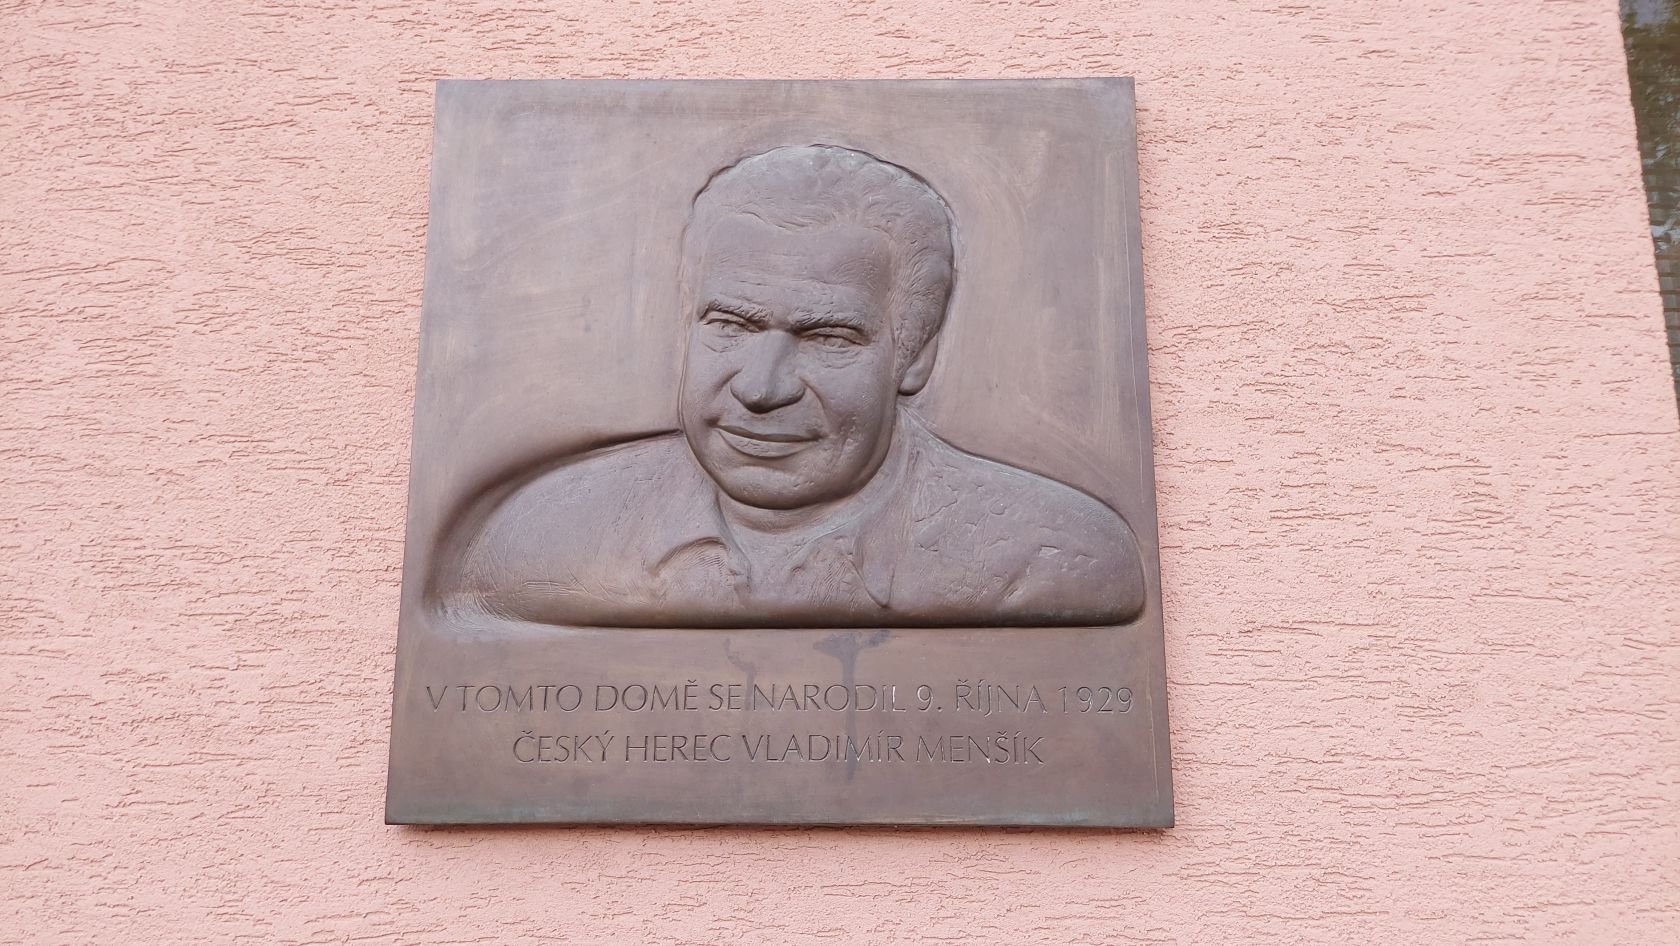 V TOMTO DOMĚ SE NARODIL 9. ŘÍJNA 1929
ČESKÝ HEREC VLADIMÍR MENŠÍK